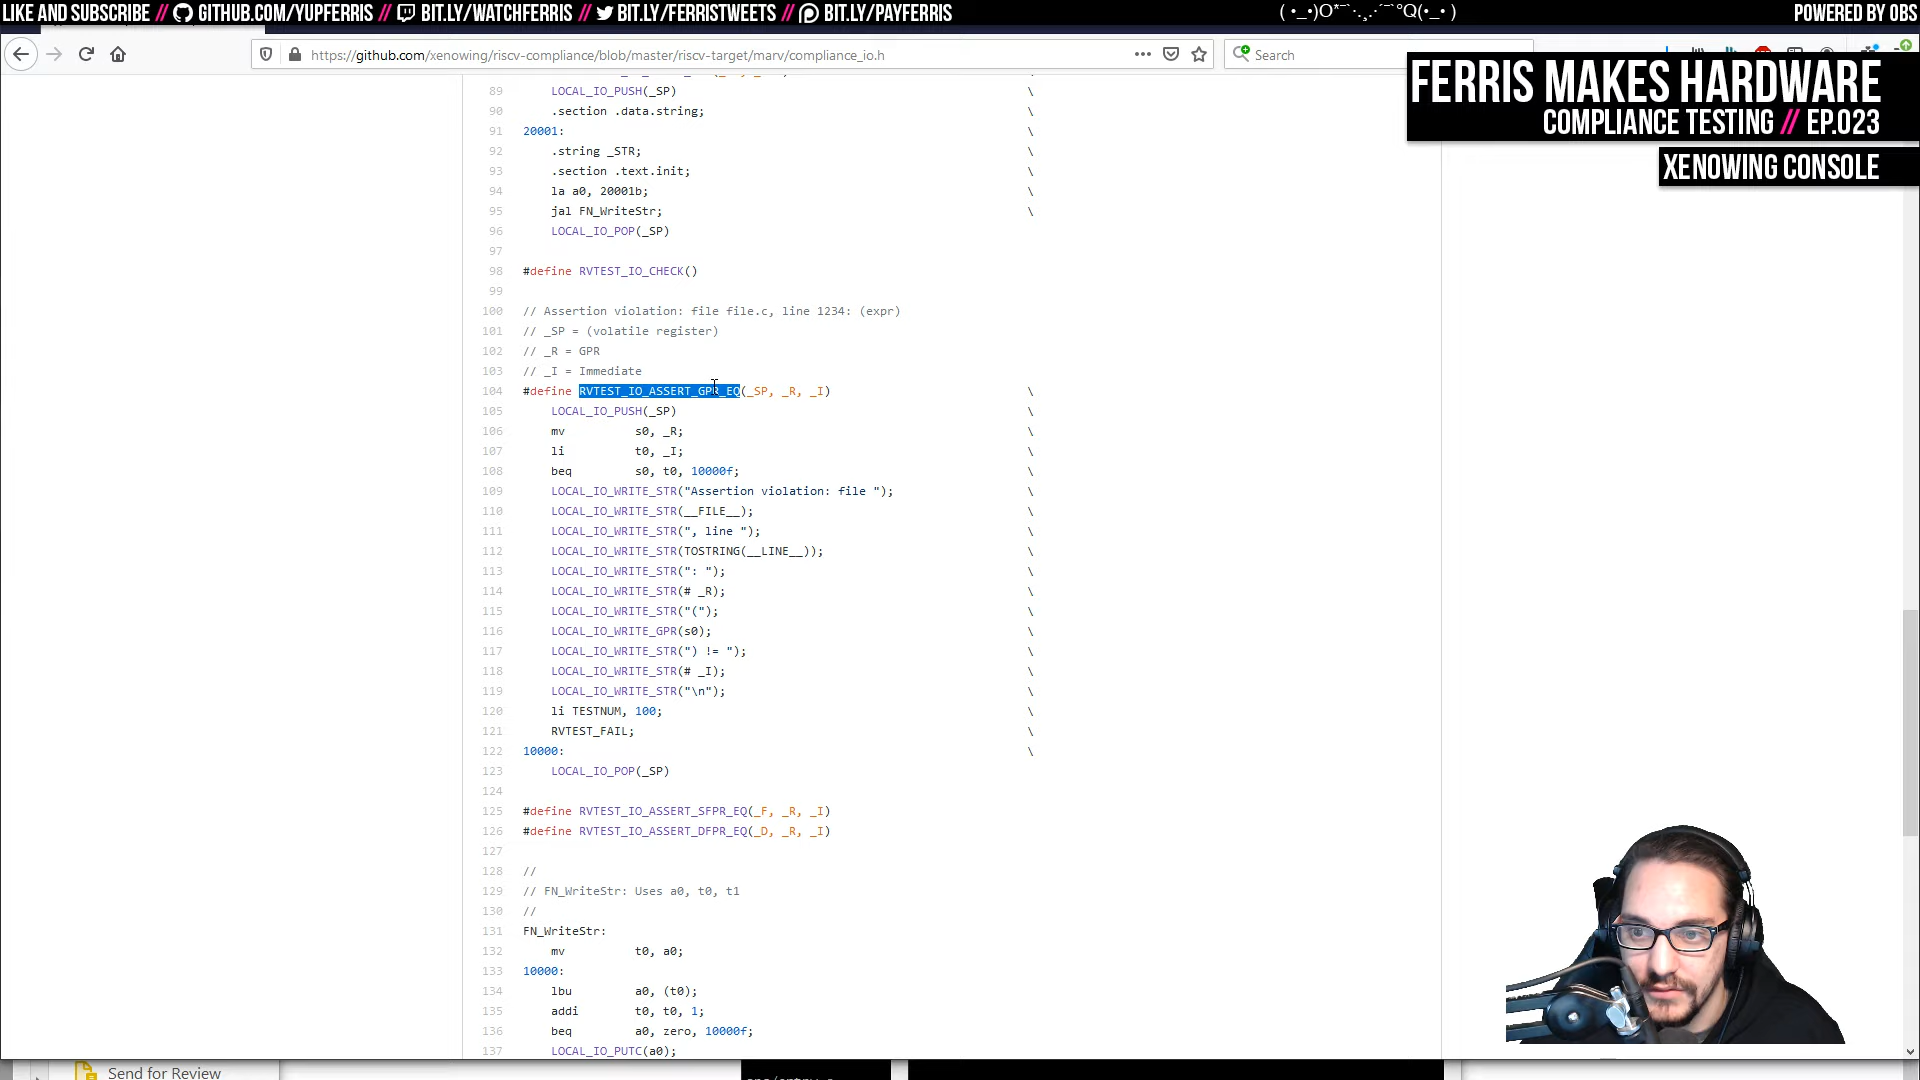 LIKE AND SUBSCRIBE // GITHUB.COM/YUPFERRIS // BIT.LY/WATCHFERRIS // BIT.LY/FERRISTWEETS // BIT.LY/PAYFERRIS
POWERED BY OBS
https://github.com/xenowing/riscv-compliance/blob/master/riscv-target/marv/compliance_io.h
Search
FERRIS MAKES HARDWARE
COMPLIANCE TESTING // EP.023
XENOWING CONSOLE
89 LOCAL_IO_PUSH(_SP) \
90 .section .data.string; \
91 20001: \
92 .string _STR; \
93 .section .text.init; \
94 la a0, 20001b; \
95 jal FN_WriteStr; \
96 LOCAL_IO_POP(_SP)
97
98 #define RVTEST_IO_CHECK()
99
100 // Assertion violation: file file.c, line 1234: (expr)
101 // _SP = (volatile register)
102 // _R = GPR
103 // _I = Immediate
104 #define RVTEST_IO_ASSERT_GPR_EQ(_SP, _R, _I) \
105 LOCAL_IO_PUSH(_SP) \
106 mv s0, _R; \
107 li t0, _I; \
108 beq s0, t0, 10000f; \
109 LOCAL_IO_WRITE_STR("Assertion violation: file "); \
110 LOCAL_IO_WRITE_STR(__FILE__); \
111 LOCAL_IO_WRITE_STR(", line "); \
112 LOCAL_IO_WRITE_STR(TOSTRING(__LINE__)); \
113 LOCAL_IO_WRITE_STR(": "); \
114 LOCAL_IO_WRITE_STR(# _R); \
115 LOCAL_IO_WRITE_STR("("); \
116 LOCAL_IO_WRITE_GPR(s0); \
117 LOCAL_IO_WRITE_STR(") != "); \
118 LOCAL_IO_WRITE_STR(# _I); \
119 LOCAL_IO_WRITE_STR("\n"); \
120 li TESTNUM, 100; \
121 RVTEST_FAIL; \
122 10000: \
123 LOCAL_IO_POP(_SP)
124
125 #define RVTEST_IO_ASSERT_SFPR_EQ(_F, _R, _I)
126 #define RVTEST_IO_ASSERT_DFPR_EQ(_D, _R, _I)
127
128 //
129 // FN_WriteStr: Uses a0, t0, t1
130 //
131 FN_WriteStr:
132 mv t0, a0;
133 10000:
134 lbu a0, (t0);
135 addi t0, t0, 1;
136 beq a0, zero, 10000f;
137 LOCAL_IO_PUTC(a0);
Send for Review